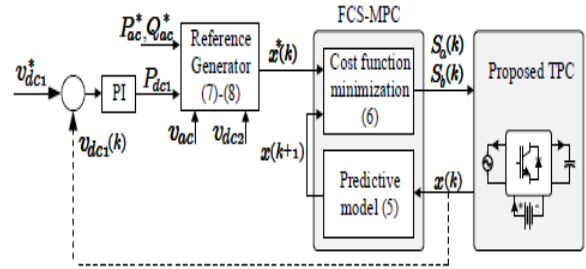 FCS-MPC
P*ac, Q*ac
Reference
Generator
(7)-(8)
x*(k)
Cost function
minimization
(6)
Sa(k)
Sb(k)
Proposed TPC
v*dc1
PI
Pdc1
vdc1(k)
vac
vdc2
x(k+1)
Predictive
model (5)
x(k)
+ -